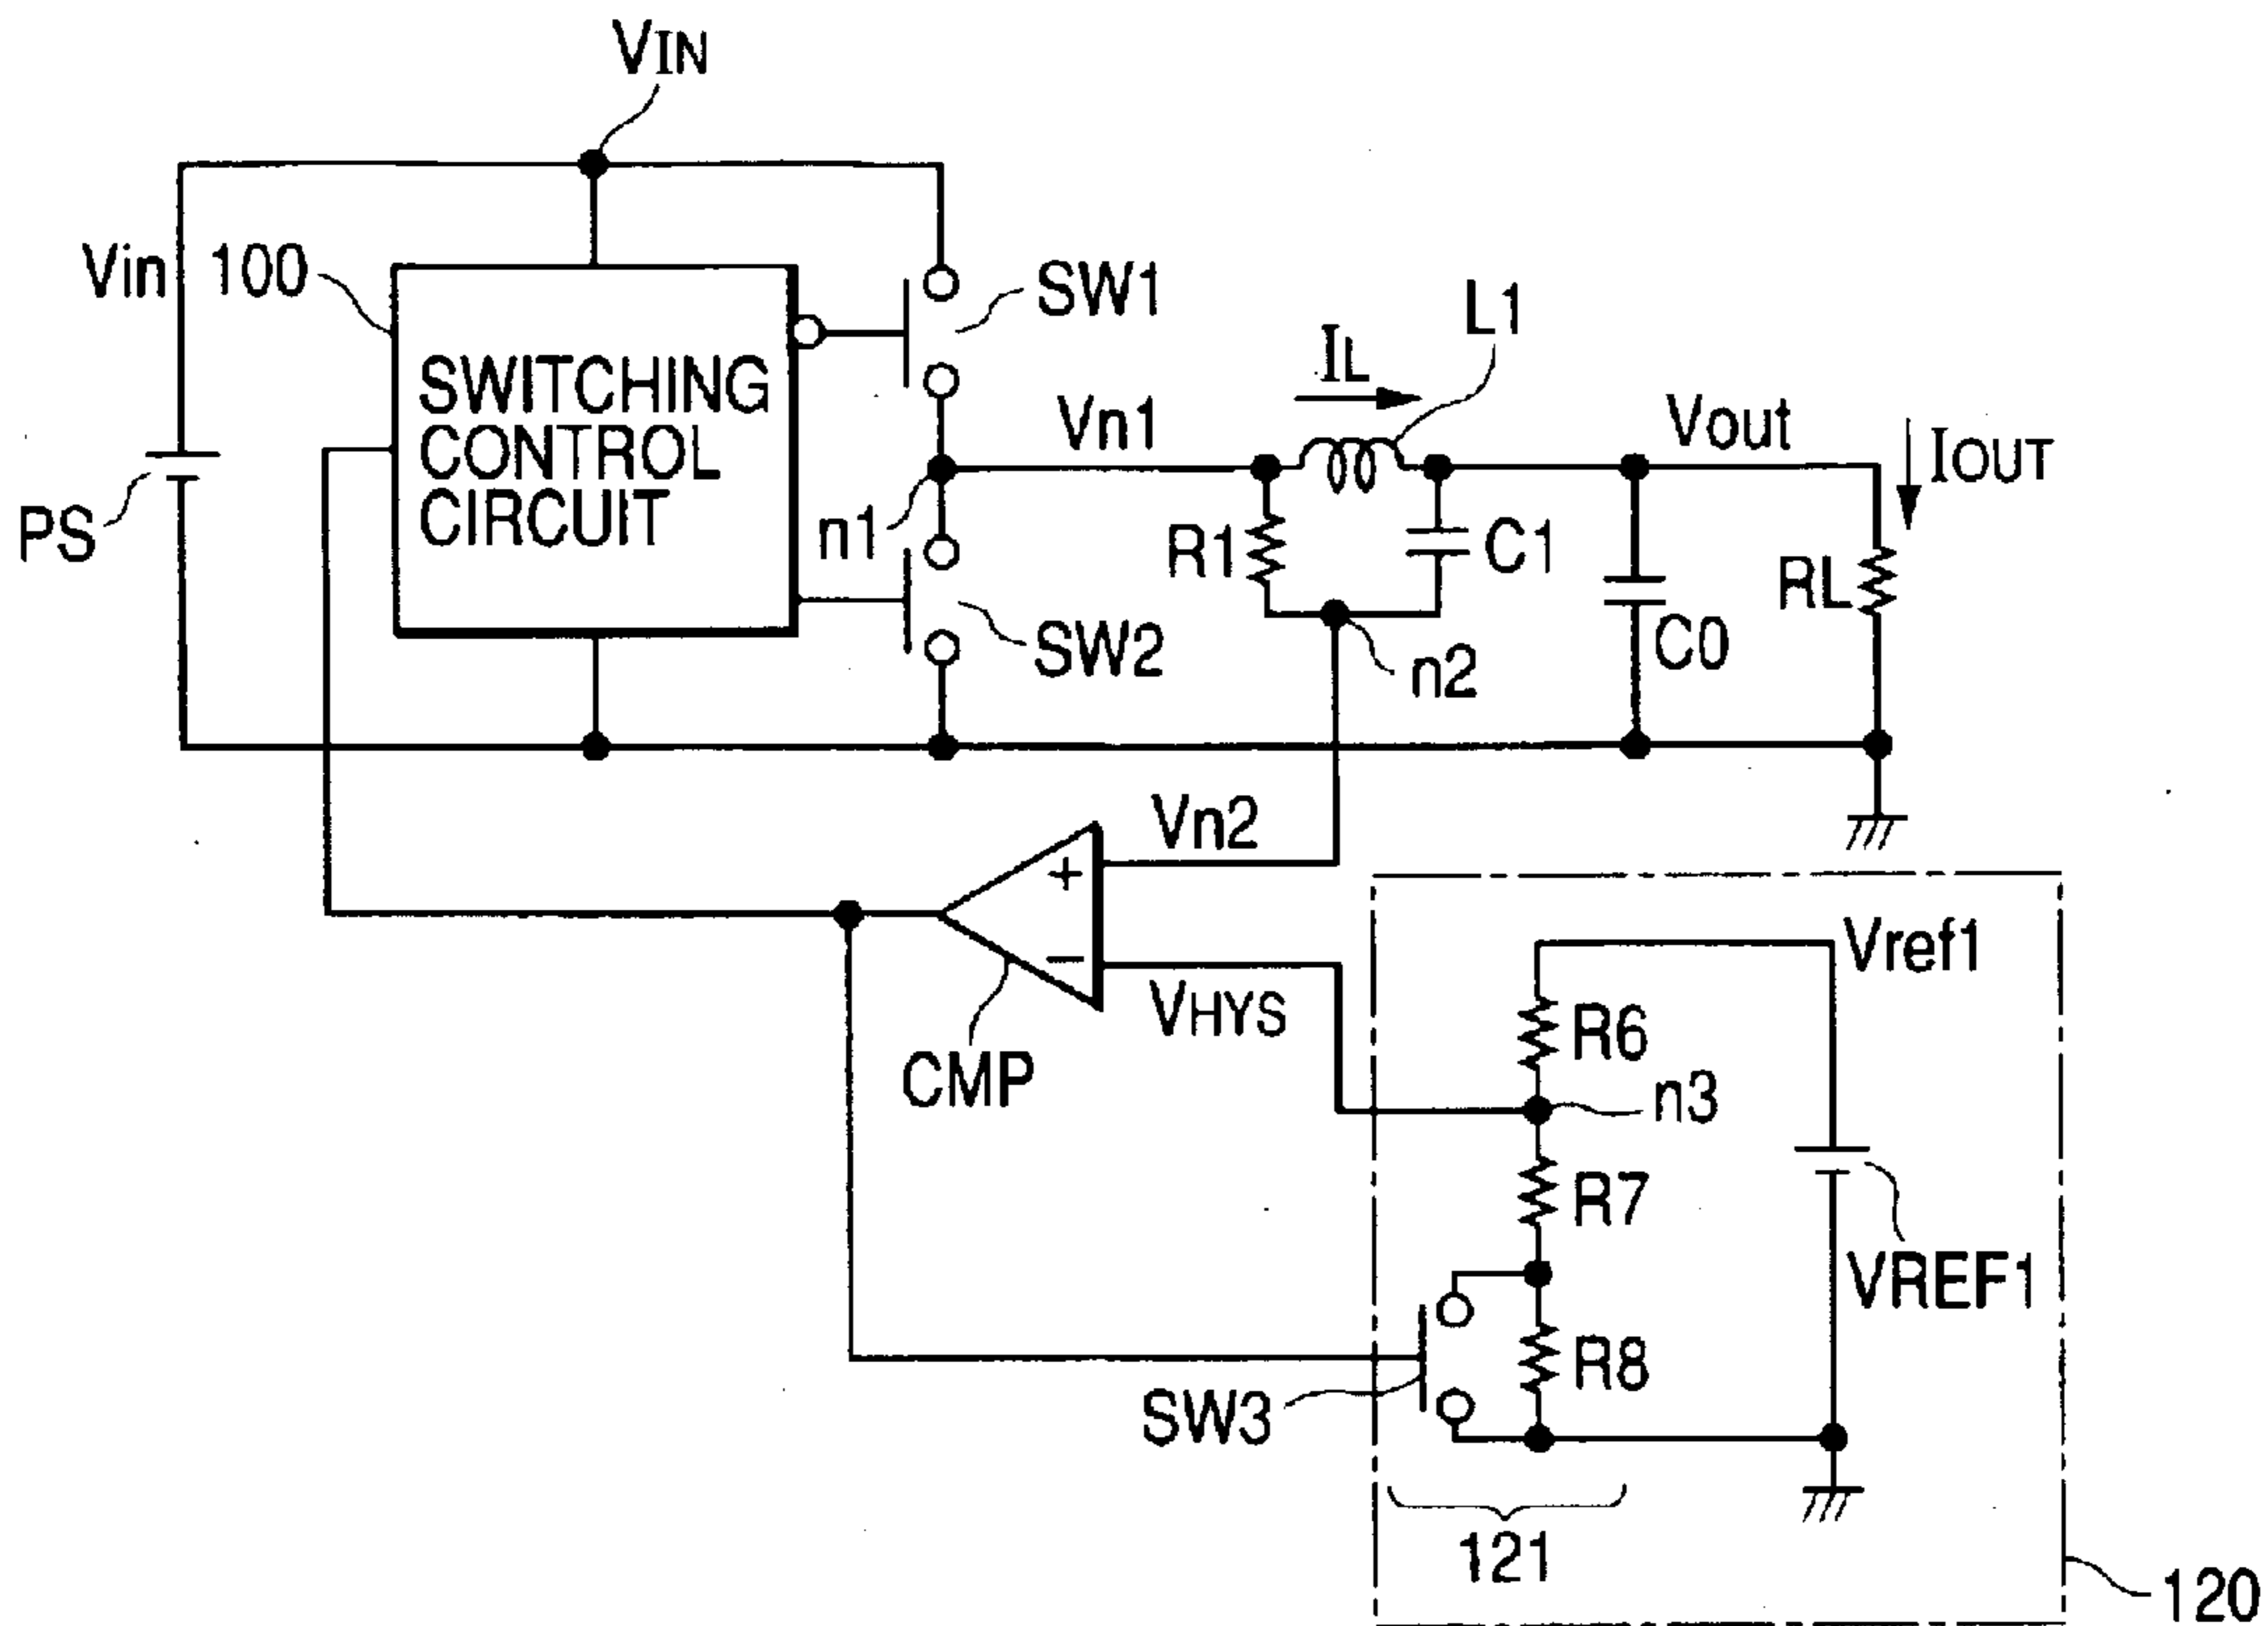 VIN
Vin
100
SW1
SWITCHING
CONTROL
CIRCUIT
L1
IL
Vn1
Vout
IOUT
PS
n1
R1
C1
RL
SW2
n2
C0
Vn2
+
−
Vref1
VHYS
R6
CMP
n3
R7
VREF1
R8
SW3
121
120